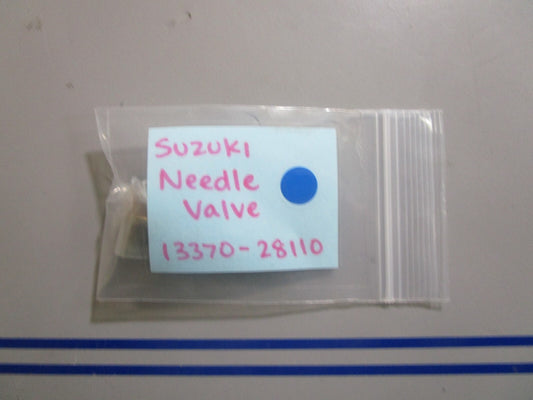 SUZUKI
Needle
Valve
13370-28110